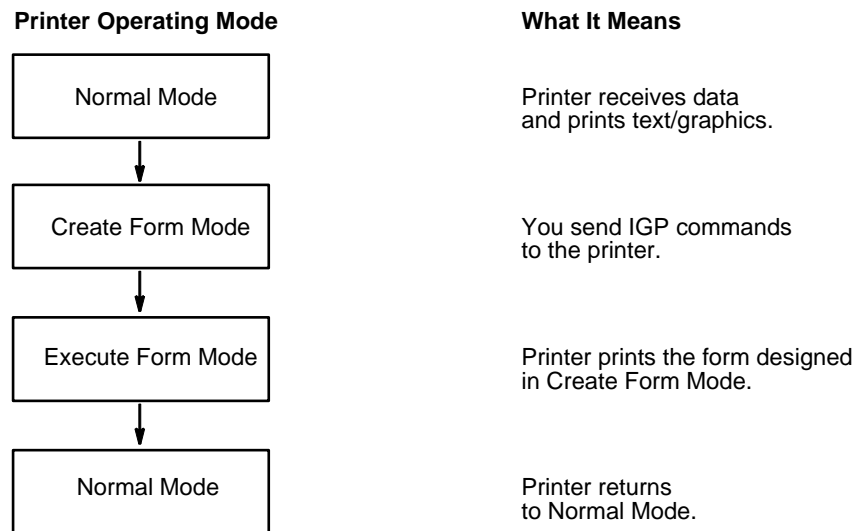 Printer Operating Mode
What It Means
Normal Mode
Printer receives data
and prints text/graphics.
Create Form Mode
You send IGP commands
to the printer.
Execute Form Mode
Printer prints the form designed
in Create Form Mode.
Normal Mode
Printer returns
to Normal Mode.